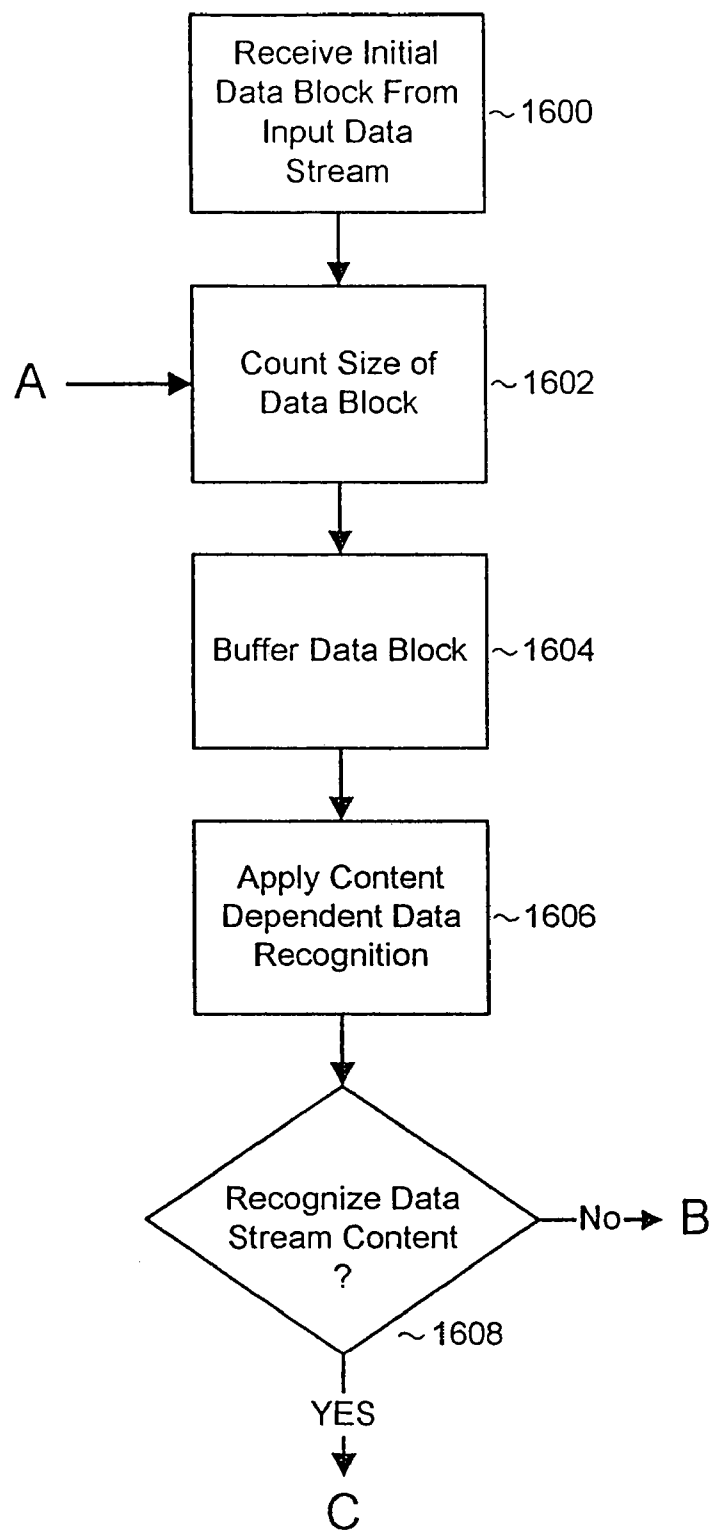 Receive Initial
Data Block From
Input Data
Stream
~1600
A
Count Size of
Data Block
~1602
Buffer Data Block
~1604
Apply Content
Dependent Data
Recognition
~1606
Recognize Data
Stream Content
?
No
B
~1608
YES
C